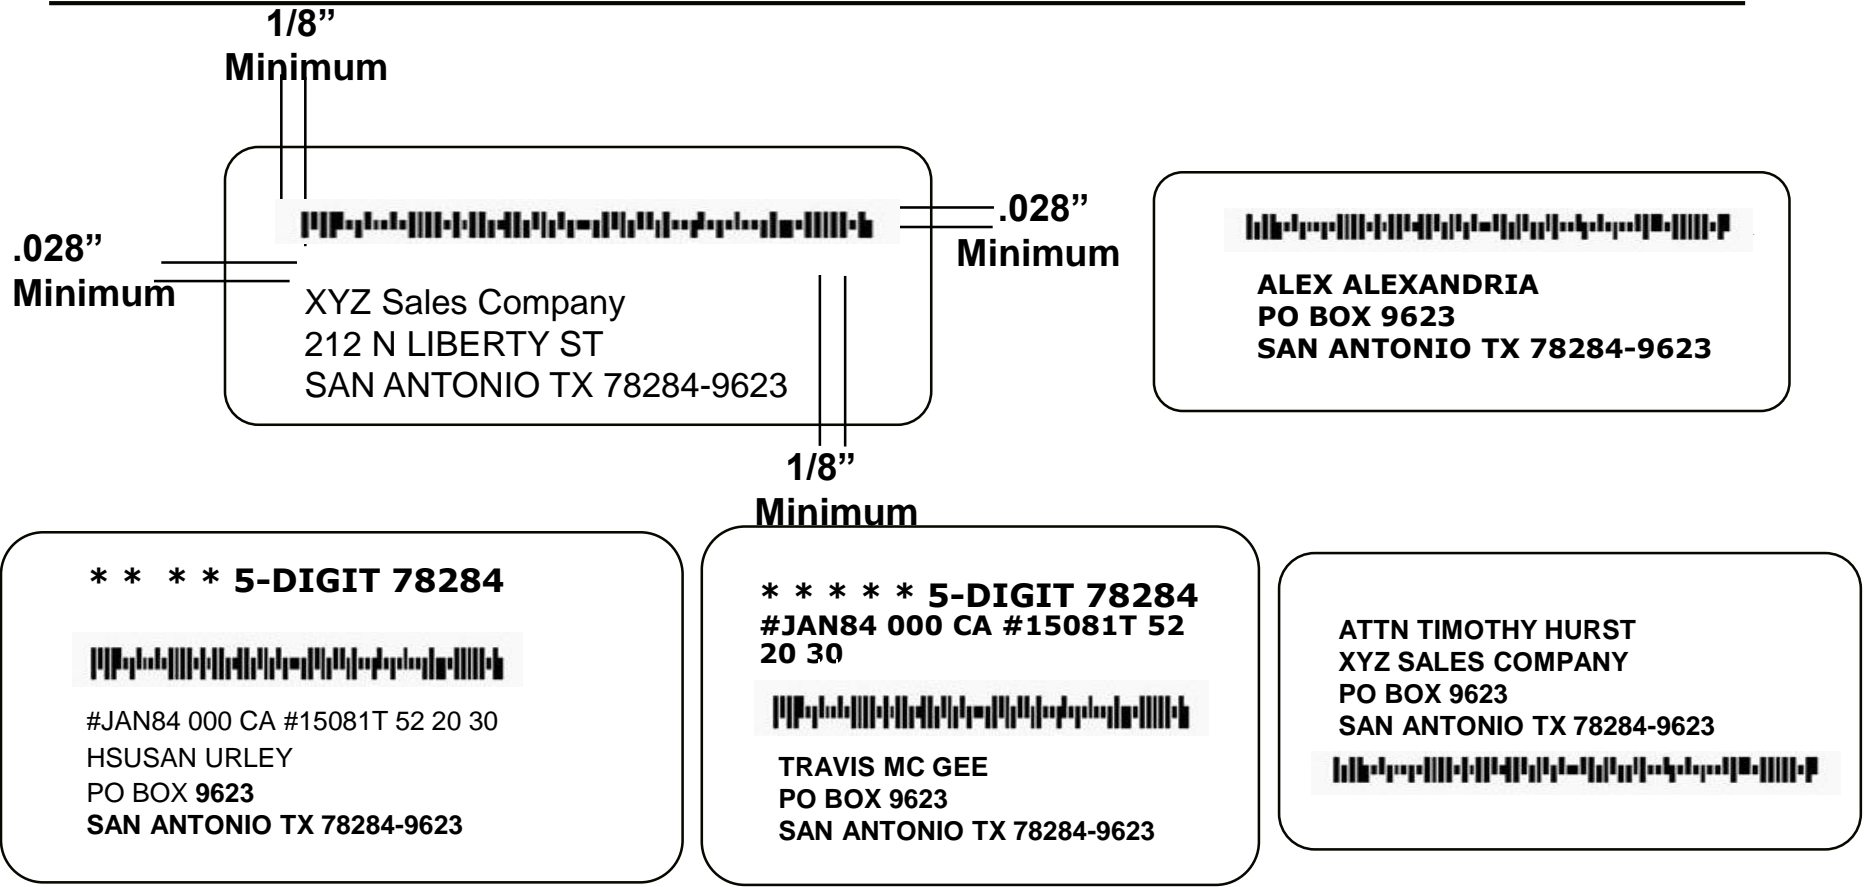 1/8”
Minimum
.028”
Minimum
.028”
Minimum
XYZ Sales Company
212 N LIBERTY ST
SAN ANTONIO TX 78284-9623
1/8”
Minimum
ALEX ALEXANDRIA
PO BOX 9623
SAN ANTONIO TX 78284-9623
* * * * 5-DIGIT 78284
#JAN84 000 CA #15081T 52 20 30
HSUSAN URLEY
PO BOX 9623
SAN ANTONIO TX 78284-9623
* * * * * 5-DIGIT 78284
#JAN84 000 CA #15081T 52
20 30
TRAVIS MC GEE
PO BOX 9623
SAN ANTONIO TX 78284-9623
ATTN TIMOTHY HURST
XYZ SALES COMPANY
PO BOX 9623
SAN ANTONIO TX 78284-9623